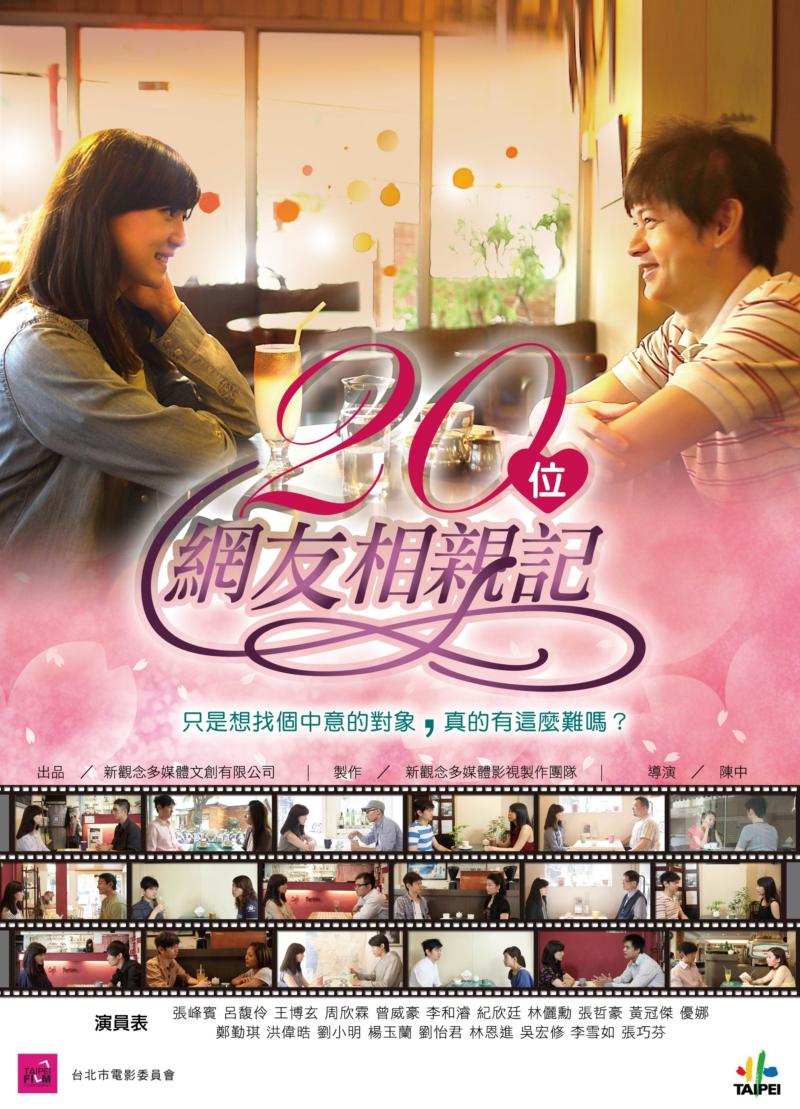 20位
網友相親記
只是想找個中意的對象，真的有這麼難嗎？
出品 ／ 新觀念多媒體文創有限公司 ｜ 製作 ／ 新觀念多媒體影視製作團隊 ｜ 導演 ／ 陳中
演員表
張峰賓 呂馥伶 王博玄 周欣霖 曾威豪 李和濬 紀欣廷 林儷勳 張哲豪 黃冠傑 優娜
鄭勤琪 洪偉晧 劉小明 楊玉蘭 劉怡君 林恩進 吳宏修 李雪如 張巧芬
TAIPEI
FILM
台北市電影委員會
TAIPEI